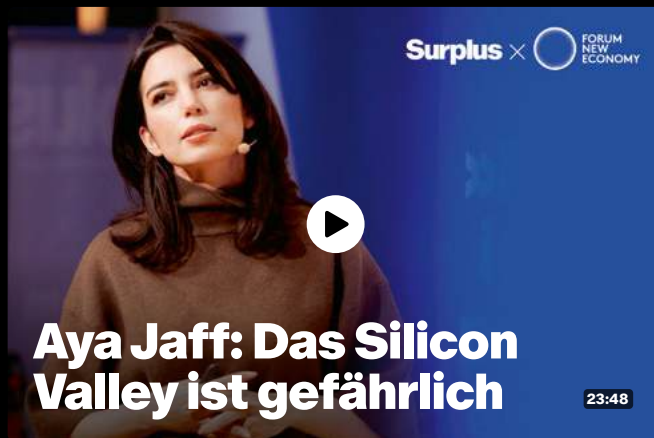 Surplus × FORUM
NEW
ECONOMY
Aya Jaff: Das Silicon
Valley ist gefährlich
23:48